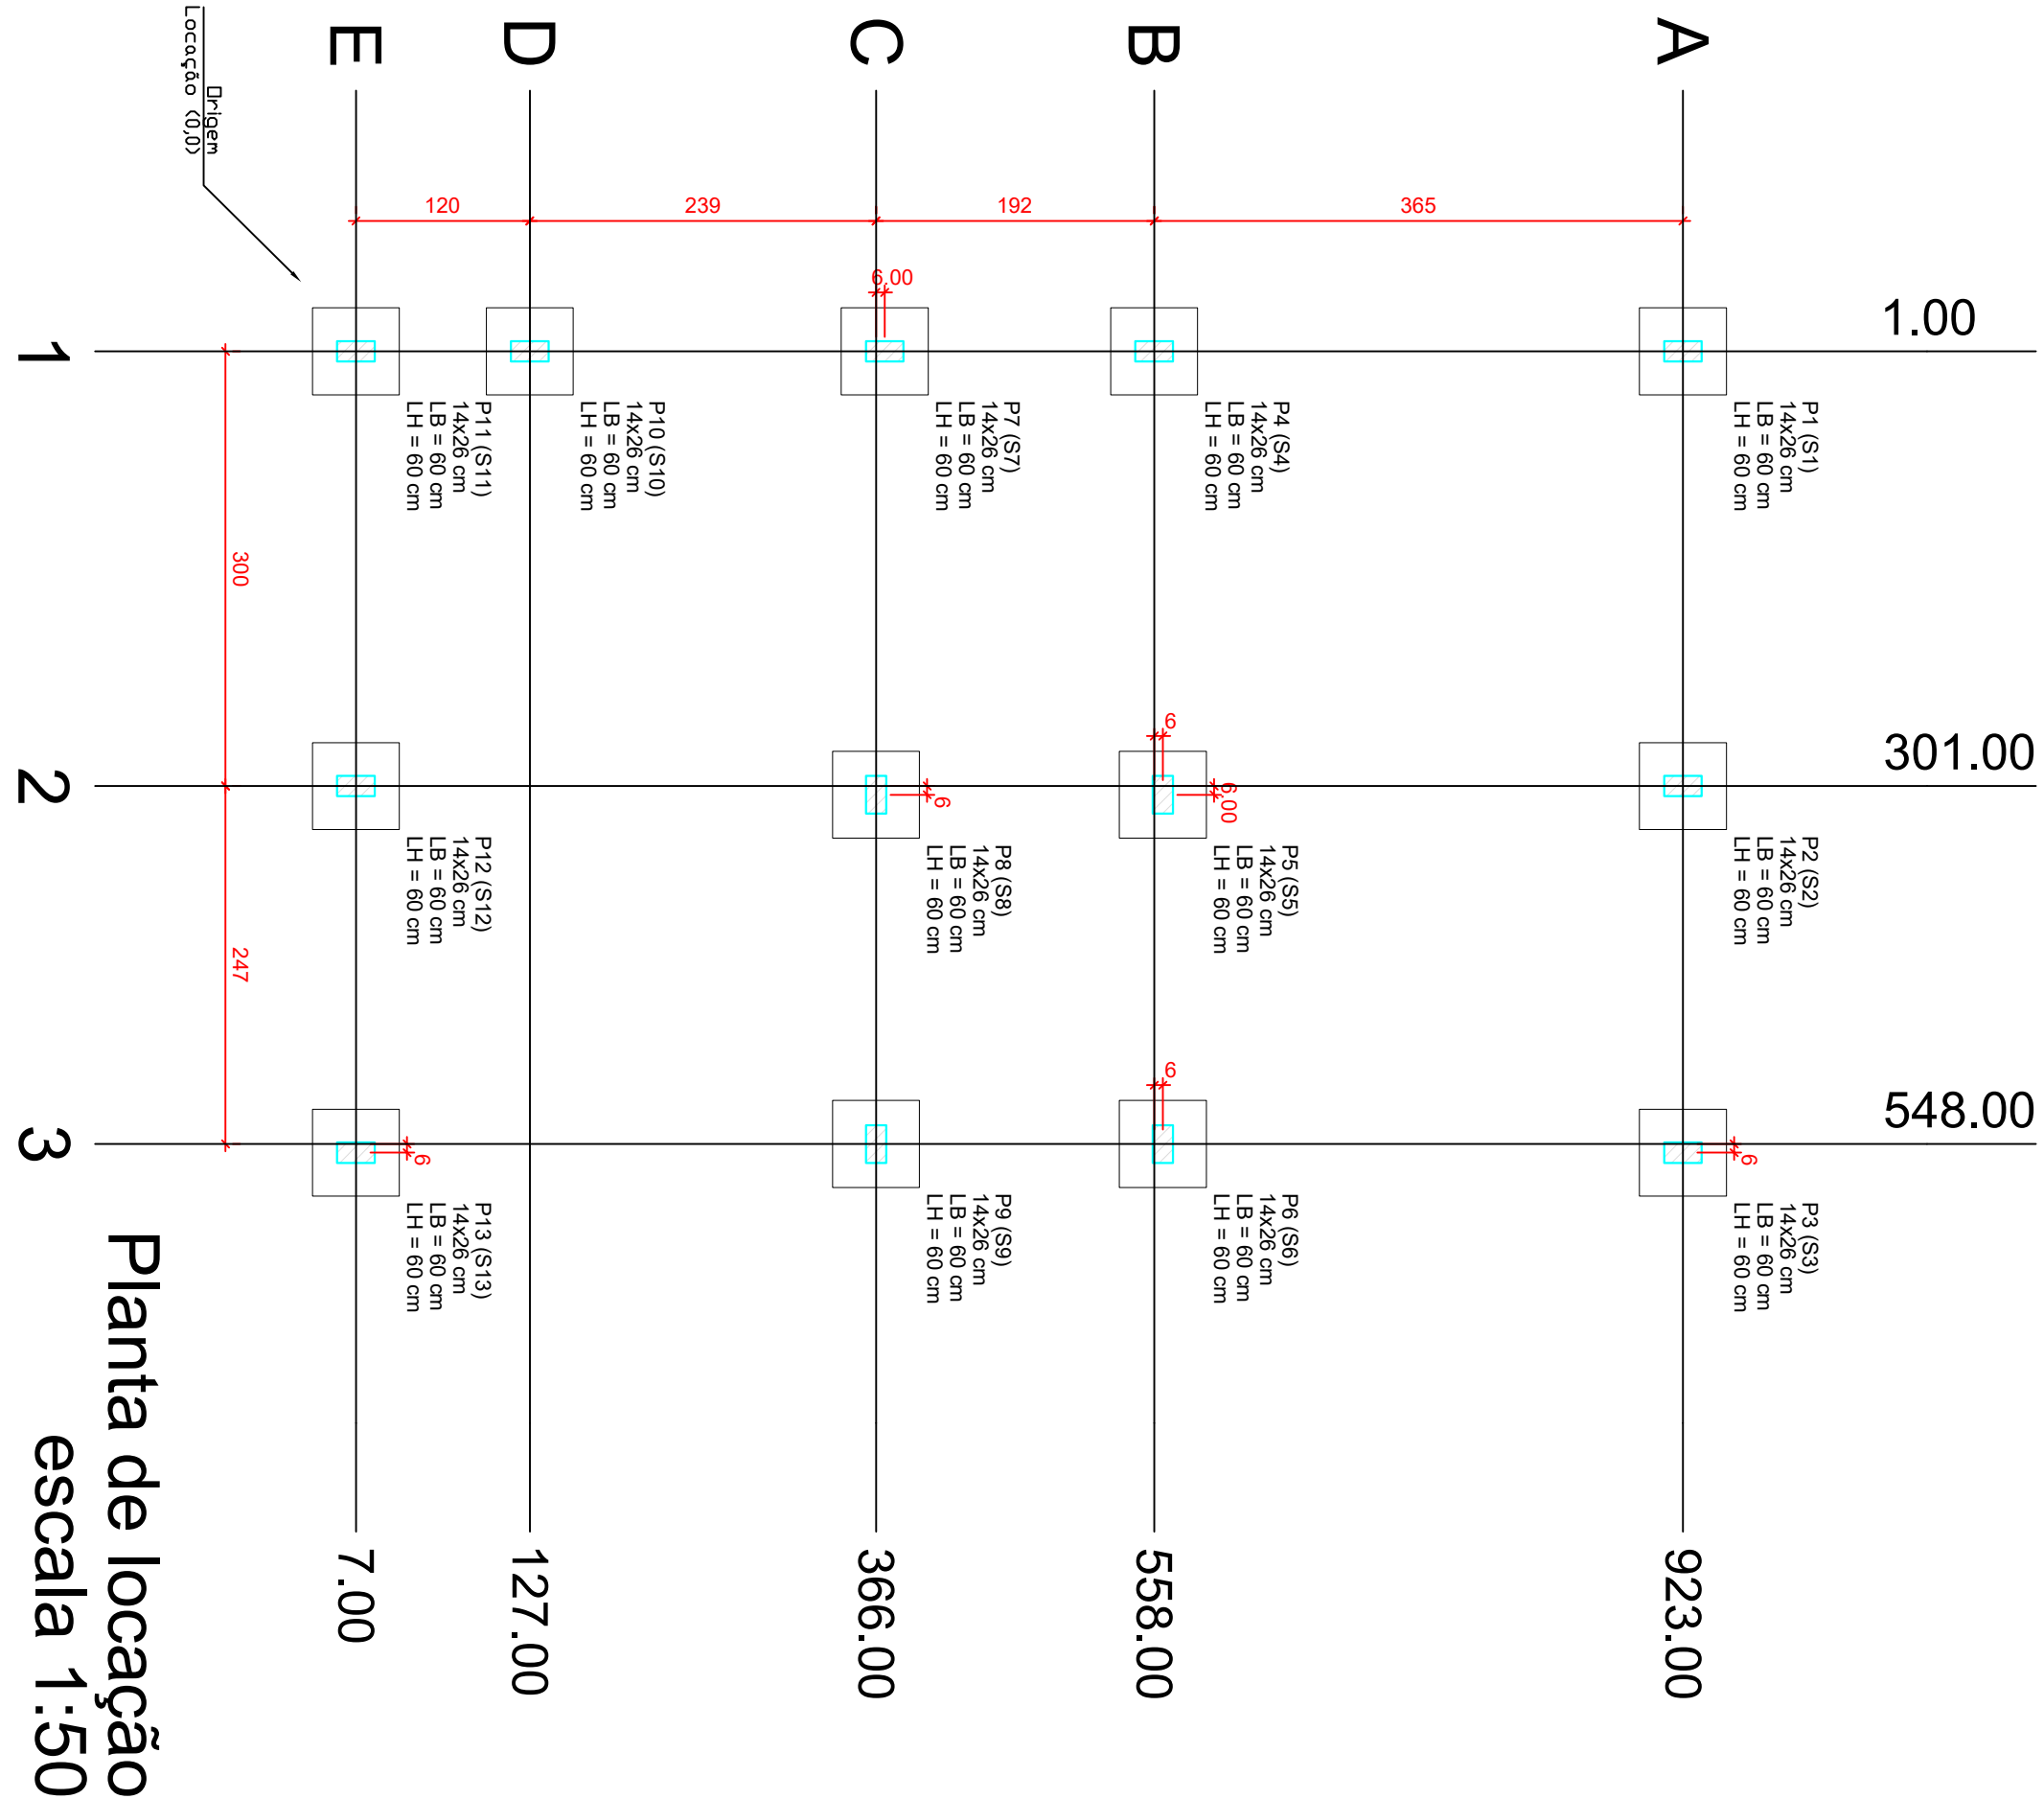 A
B
C
D
E
Origem
Locação (0,0)
365
192
239
120
6.00
1.00
1
P1 (S1)
14x26 cm
LB = 60 cm
LH = 60 cm
P4 (S4)
14x26 cm
LB = 60 cm
LH = 60 cm
P7 (S7)
14x26 cm
LB = 60 cm
LH = 60 cm
P10 (S10)
14x26 cm
LB = 60 cm
LH = 60 cm
P11 (S11)
14x26 cm
LB = 60 cm
LH = 60 cm
300
301.00
2
6
6.00
6
P2 (S2)
14x26 cm
LB = 60 cm
LH = 60 cm
P5 (S5)
14x26 cm
LB = 60 cm
LH = 60 cm
P8 (S8)
14x26 cm
LB = 60 cm
LH = 60 cm
P12 (S12)
14x26 cm
LB = 60 cm
LH = 60 cm
247
548.00
3
6
6
6
P3 (S3)
14x26 cm
LB = 60 cm
LH = 60 cm
P6 (S6)
14x26 cm
LB = 60 cm
LH = 60 cm
P9 (S9)
14x26 cm
LB = 60 cm
LH = 60 cm
P13 (S13)
14x26 cm
LB = 60 cm
LH = 60 cm
923.00
558.00
366.00
127.00
7.00
Planta de locação
escala 1:50